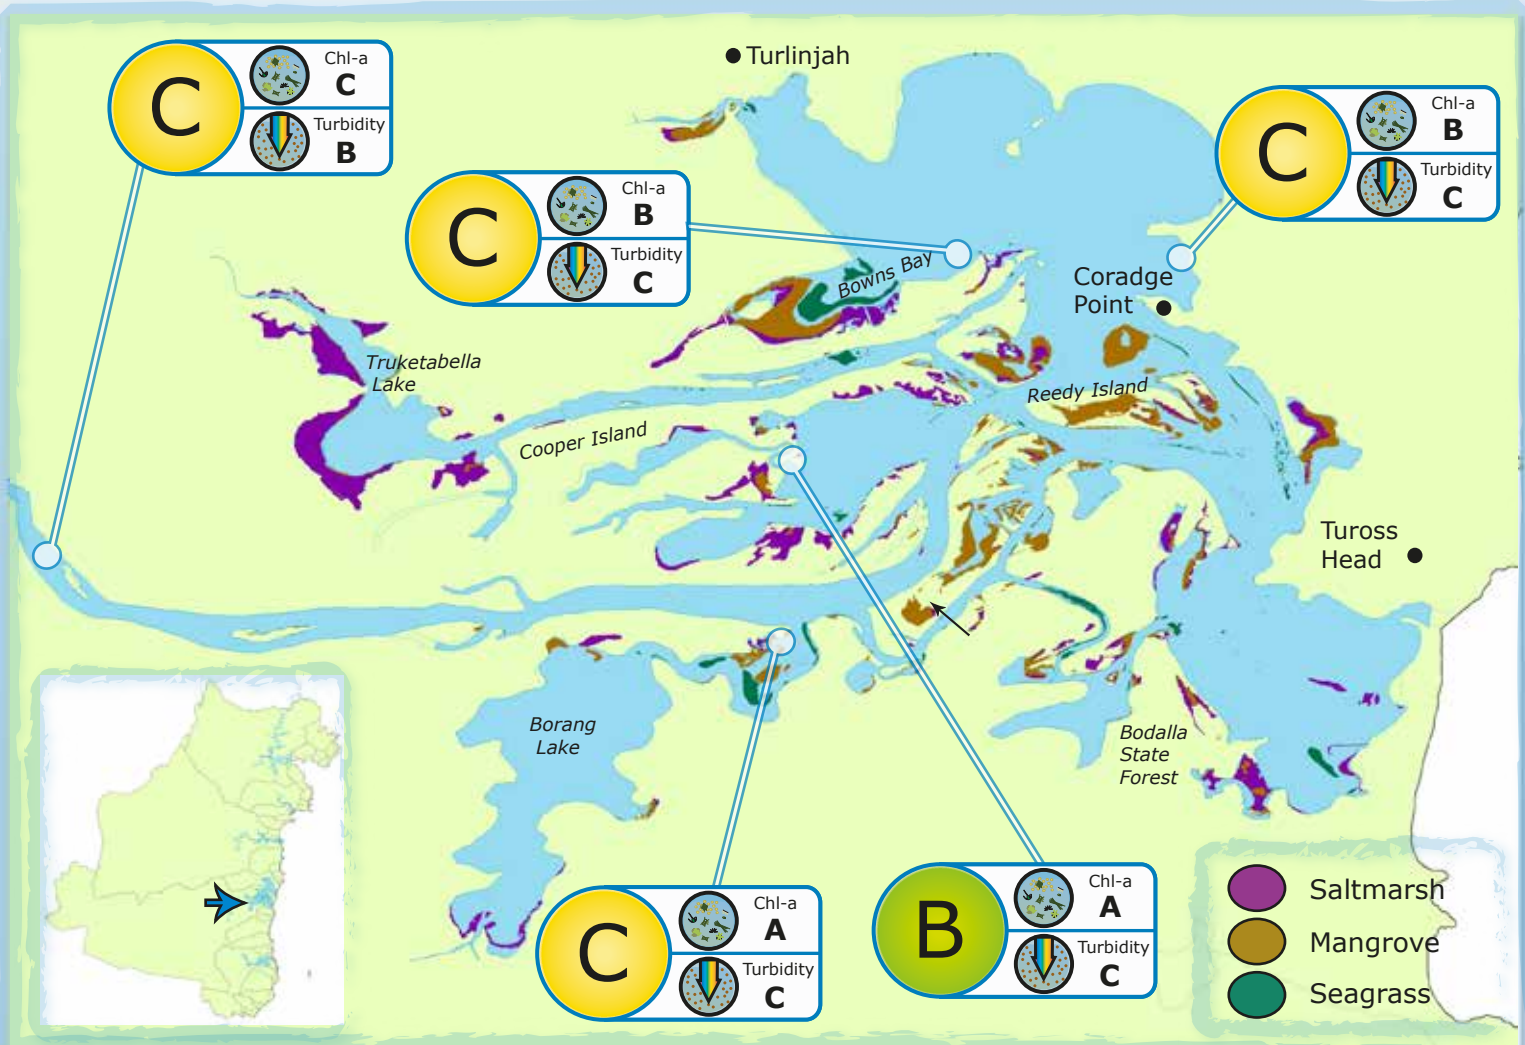 Turlinjah
C
Chl-a
C
Turbidity
B
C
Chl-a
B
Turbidity
C
C
Chl-a
B
Turbidity
C
Bowns Bay
Coradge
Point
Truketabella
Lake
Reedy Island
Cooper Island
Tuross
Head
Borang
Lake
Bodalla
State
Forest
C
Chl-a
A
Turbidity
C
B
Chl-a
A
Turbidity
C
Saltmarsh
Mangrove
Seagrass